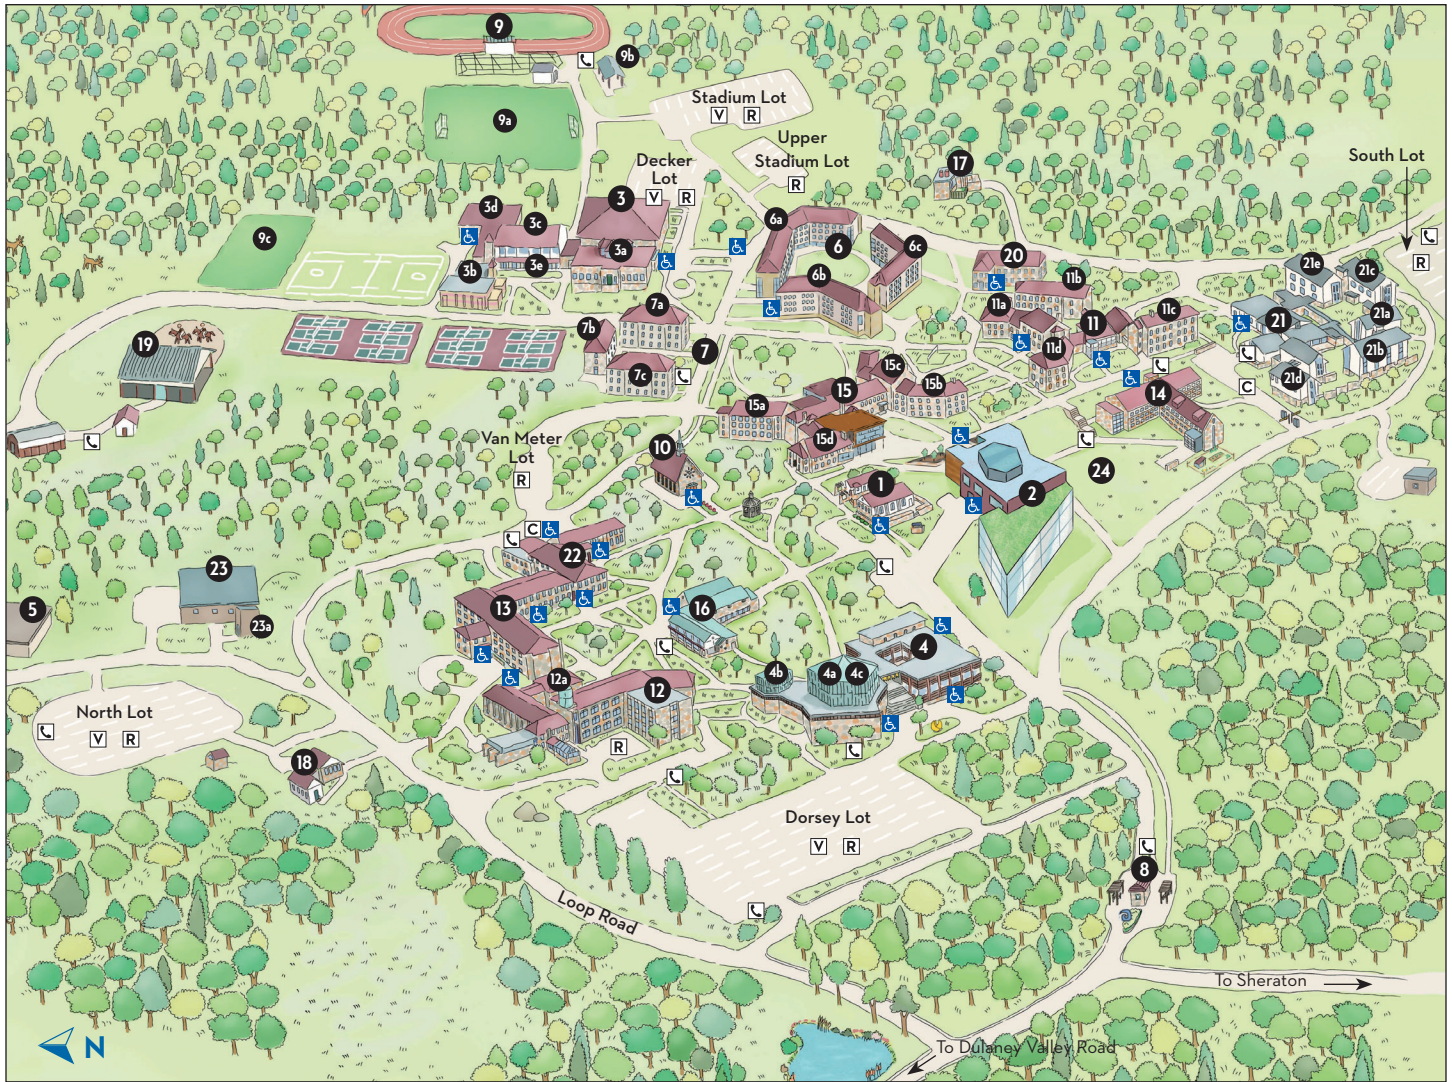 9
9b
Stadium Lot
V R
9a
Upper
Stadium Lot
R
Decker
Lot
V R
17
South Lot
R
3d
3c
3
3a
3e
3b
9c
6a
6
6c
6b
20
11b
11a
11
11c
11d
21e
21c
21
21a
21b
21d
C
7a
7b
7
7c
19
15c
15
15b
15a
15d
14
Van Meter
Lot
R
10
1
2
24
C
22
23
5
23a
13
16
4
4b
4a
4c
12a
12
R
North Lot
V R
18
Dorsey Lot
V R
8
Loop Road
To Sheraton
To Dulaney Valley Road
N